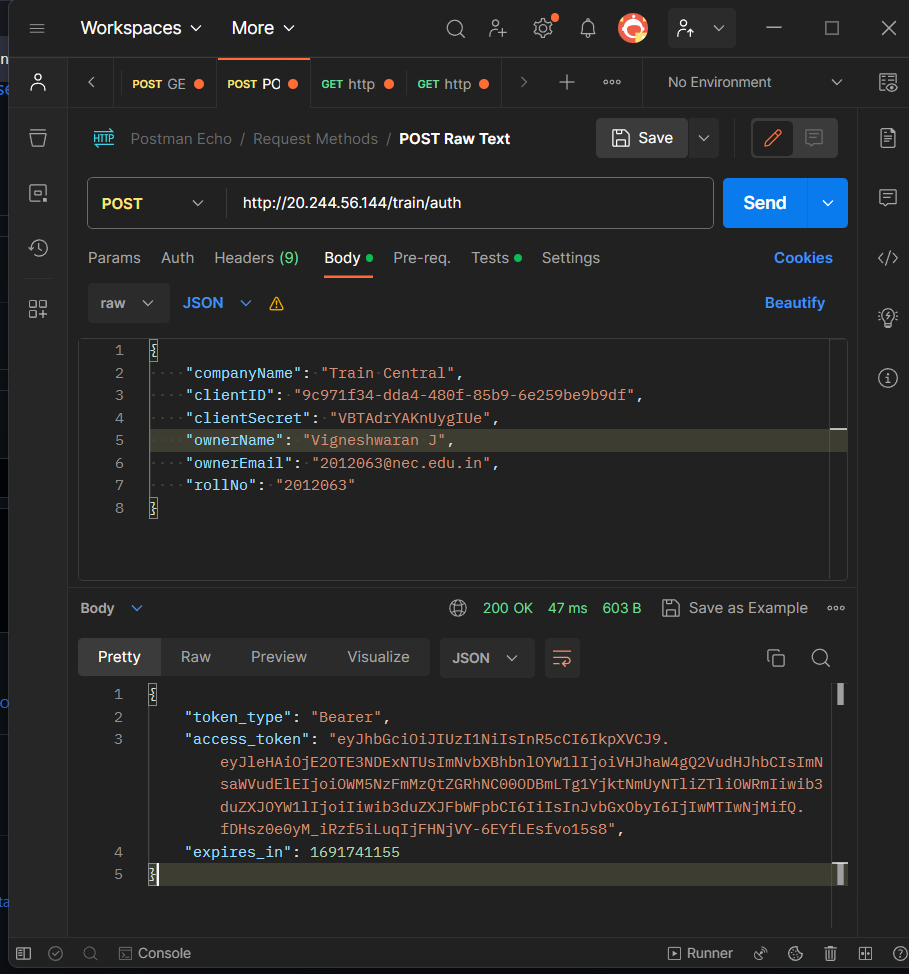 Workspaces More
POST GE POST PO GET http GET http No Environment
HTTP Postman Echo / Request Methods / POST Raw Text Save
POST http://20.244.56.144/train/auth Send
Params Auth Headers (9) Body Pre-req. Tests Settings Cookies
raw JSON Beautify
1 {
2 "companyName": "Train Central",
3 "clientID": "9c971f34-dda4-480f-85b9-6e259be9b9df",
4 "clientSecret": "VBTAdrYAKnUygIUe",
5 "ownerName": "Vigneshwaran J",
6 "ownerEmail": "2012063@nec.edu.in",
7 "rollNo": "2012063"
8 }
Body 200 OK 47 ms 603 B Save as Example
Pretty Raw Preview Visualize JSON
1 {
2 "token_type": "Bearer",
3 "access_token": "eyJhbGciOiJIUzI1NiIsInR5cCI6IkpXVCJ9.
eyJleHAiOjE2OTE3NDExNTUsImNvbXBhbnlOYW1lIjoiVHJhaW4gQ2VudHJhbCIsImN
saWVudElEIjoiOWM5NzFmMzQtZGRhNC00ODBmLTg1YjktNmUyNTliZTliOWRmIiwib3
duZXJOYW1lIjoiIiwib3duZXJFbWFpbCI6IiIsInJvbGxObyI6IjIwMTIwNjMifQ.
fDHsz0e0yM_iRzf5iLuqIjFHNjVY-6EYfLEsfvo15s8",
4 "expires_in": 1691741155
5 }
Console Runner